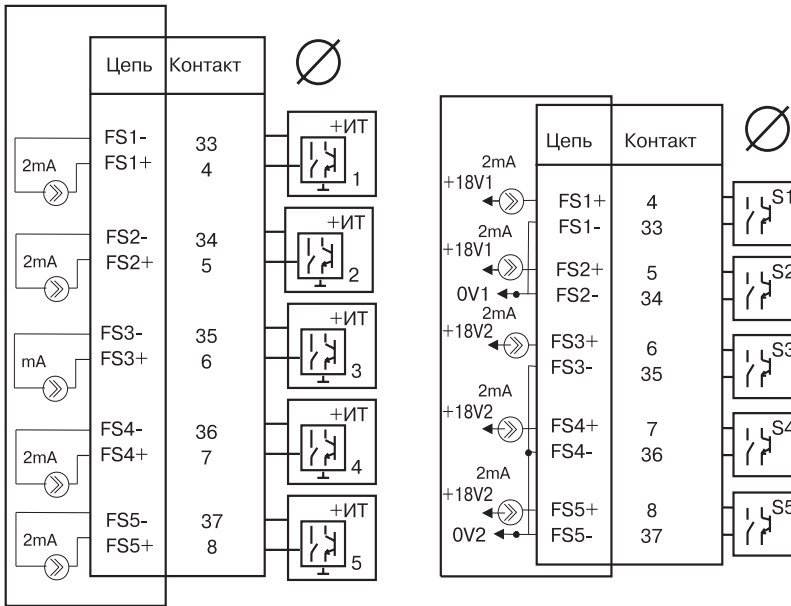 Цепь Контакт
FS1- 33 +ИТ
2mA FS1+ 4 1
FS2- 34 +ИТ
2mA FS2+ 5 2
FS3- 35 +ИТ
mA FS3+ 6 3
FS4- 36 +ИТ
2mA FS4+ 7 4
FS5- 37 +ИТ
2mA FS5+ 8 5
Цепь Контакт
2mA
+18V1 FS1+ 4 S1
FS1- 33
2mA
+18V1 FS2+ 5 S2
0V1 FS2- 34
2mA
+18V2 FS3+ 6 S3
FS3- 35
2mA
+18V2 FS4+ 7 S4
FS4- 36
2mA
+18V2 FS5+ 8 S5
0V2 FS5- 37